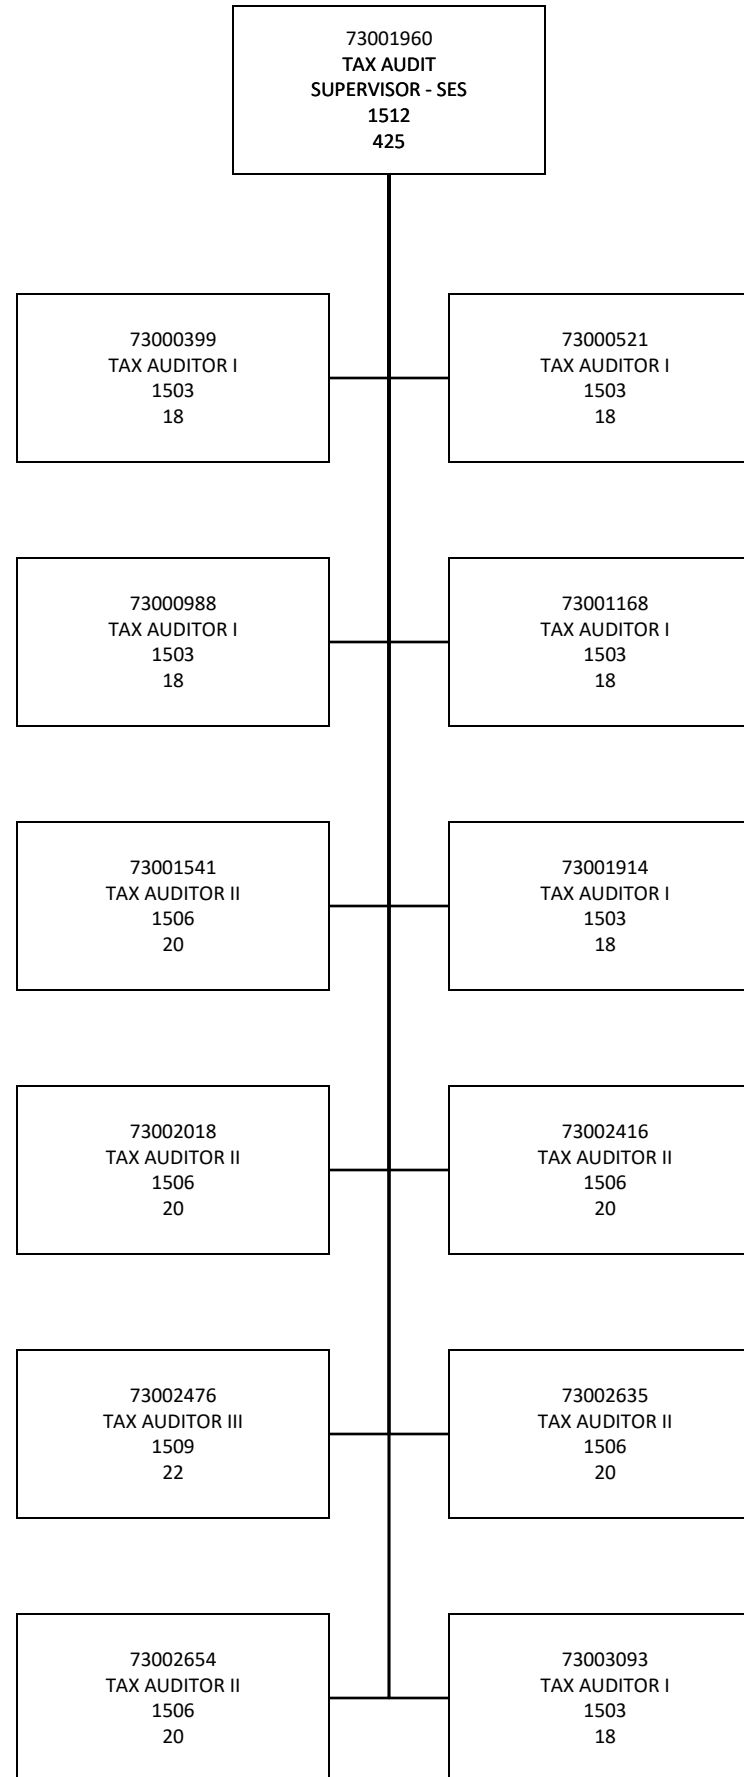 73001960
TAX AUDIT
SUPERVISOR - SES
1512
425
73000399
TAX AUDITOR I
1503
18
73000521
TAX AUDITOR I
1503
18
73000988
TAX AUDITOR I
1503
18
73001168
TAX AUDITOR I
1503
18
73001541
TAX AUDITOR II
1506
20
73001914
TAX AUDITOR I
1503
18
73002018
TAX AUDITOR II
1506
20
73002416
TAX AUDITOR II
1506
20
73002476
TAX AUDITOR III
1509
22
73002635
TAX AUDITOR II
1506
20
73002654
TAX AUDITOR II
1506
20
73003093
TAX AUDITOR I
1503
18